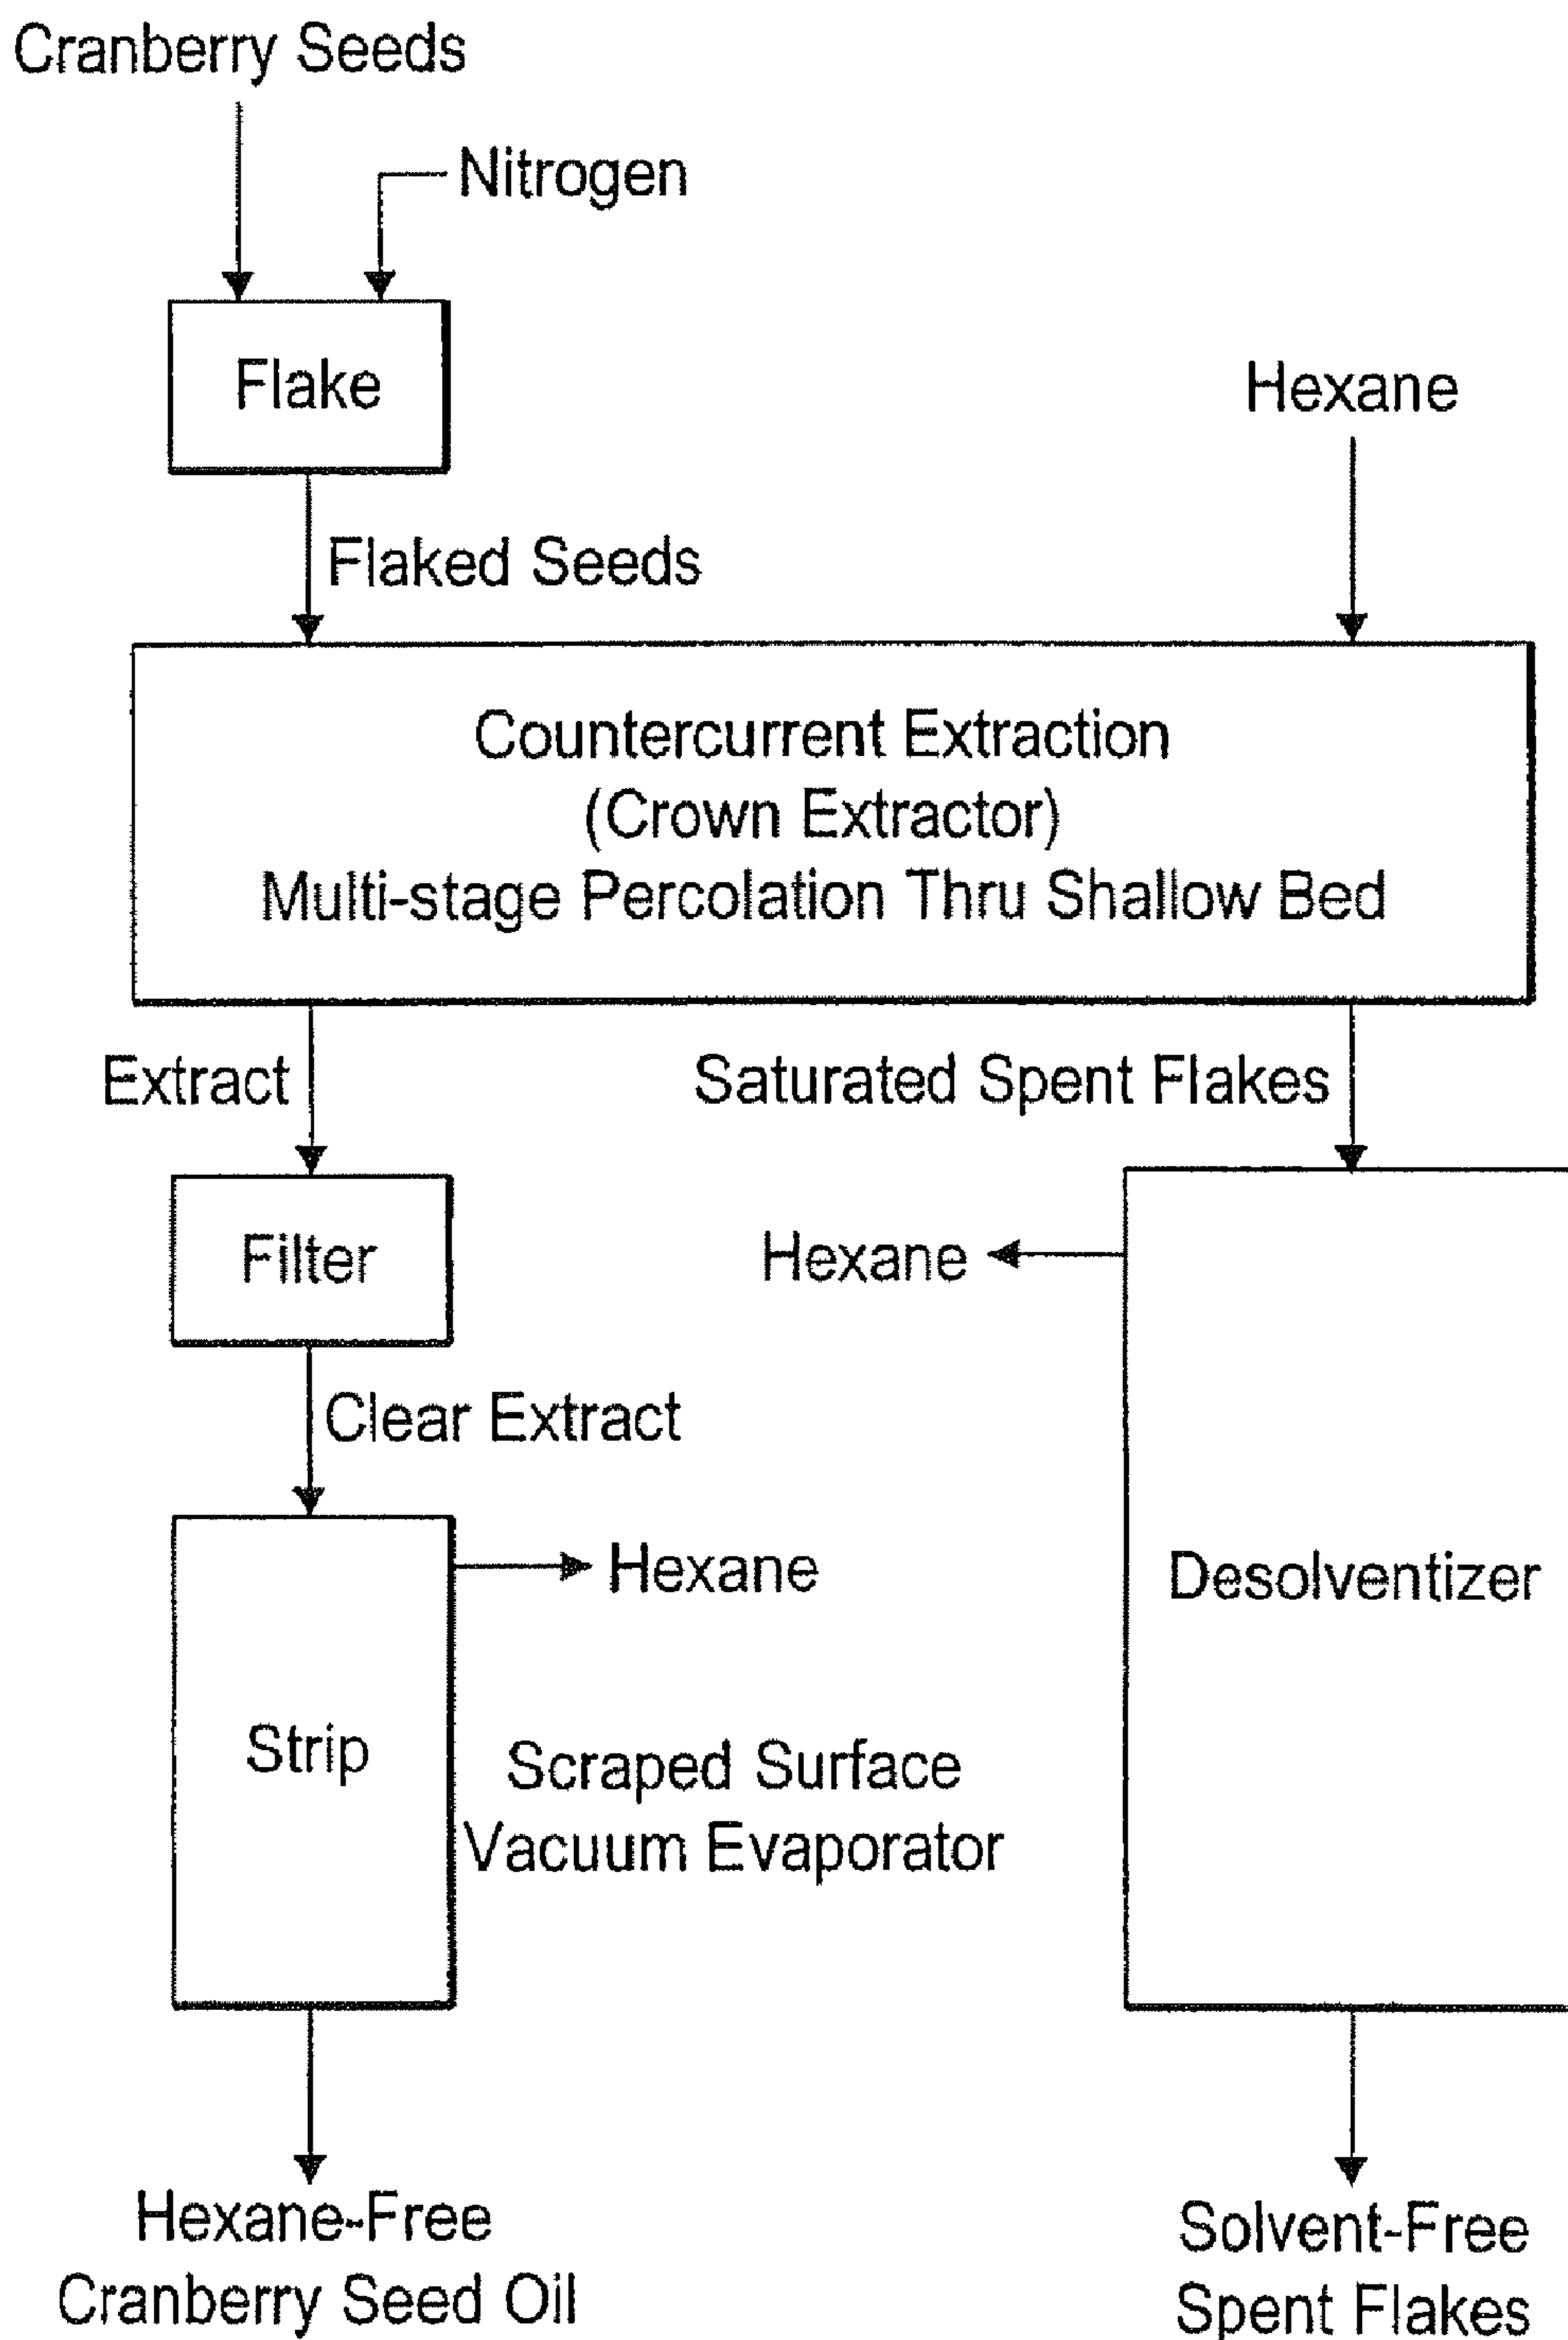 Cranberry Seeds
Nitrogen
Flake
Hexane
Flaked Seeds
Countercurrent Extraction
(Crown Extractor)
Multi-stage Percolation Thru Shallow Bed
Extract
Saturated Spent Flakes
Filter
Hexane
Clear Extract
Hexane
Desolventizer
Strip
Scraped Surface
Vacuum Evaporator
Hexane-Free
Cranberry Seed Oil
Solvent-Free
Spent Flakes